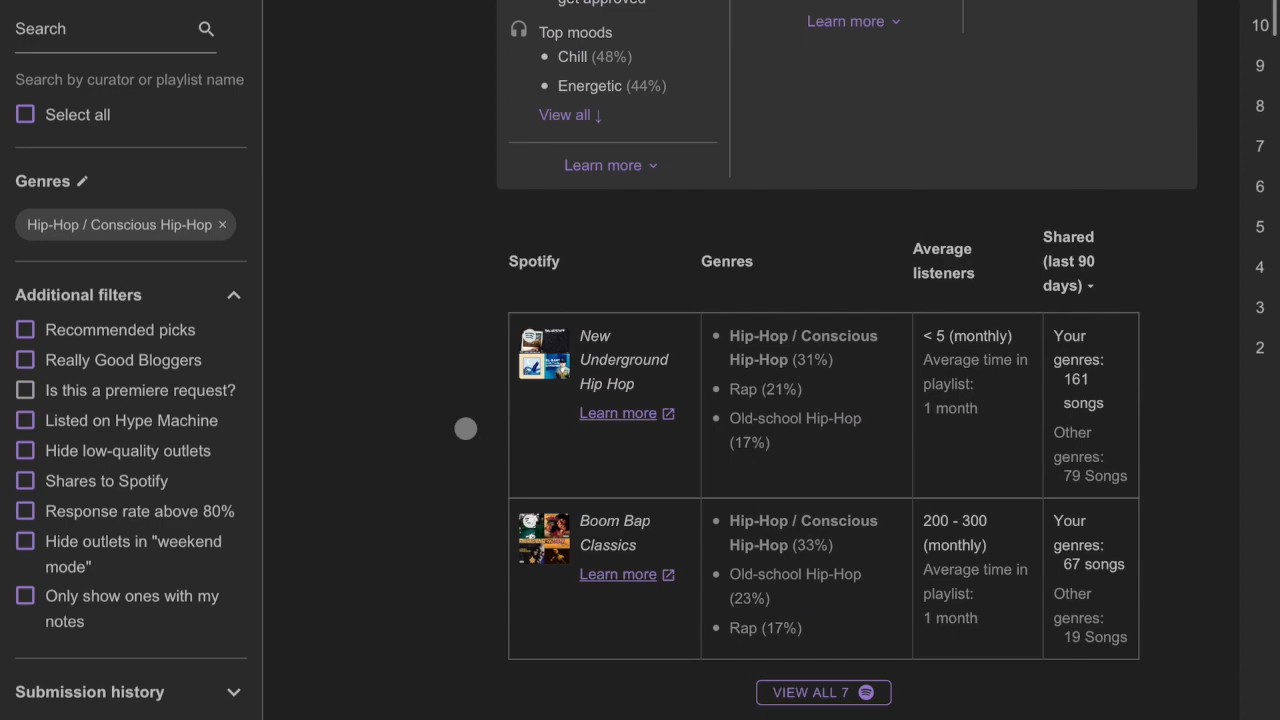 Search
Search by curator or playlist name
Select all
Genres
Hip-Hop / Conscious Hip-Hop ×
Additional filters
Recommended picks
Really Good Bloggers
Is this a premiere request?
Listed on Hype Machine
Hide low-quality outlets
Shares to Spotify
Response rate above 80%
Hide outlets in "weekend
mode"
Only show ones with my
notes
Submission history
get approved
Top moods
• Chill (48%)
• Energetic (44%)
View all ↓
Learn more
Learn more
Spotify
Genres
Average
listeners
Shared
(last 90
days)
New
Underground
Hip Hop
Learn more
• Hip-Hop / Conscious
Hip-Hop (31%)
• Rap (21%)
• Old-school Hip-Hop
(17%)
< 5 (monthly)
Average time in
playlist:
1 month
Your
genres:
161
songs
Other
genres:
79 Songs
Boom Bap
Classics
Learn more
• Hip-Hop / Conscious
Hip-Hop (33%)
• Old-school Hip-Hop
(23%)
• Rap (17%)
200 - 300
(monthly)
Average time in
playlist:
1 month
Your
genres:
67 songs
Other
genres:
19 Songs
VIEW ALL 7
10
9
8
7
6
5
4
3
2